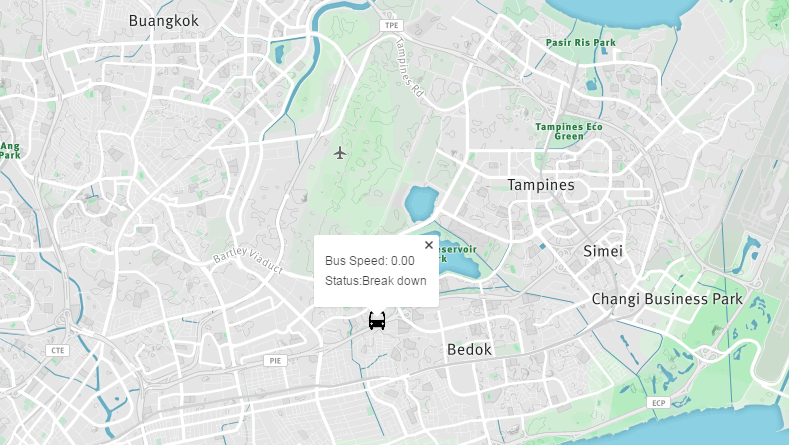 Buangkok
TPE
Pasir Ris Park
Tampines Rd
Tampines Eco
Green
Ang
Park
Tampines
Bartley Viaduct
eservoir
rk
Simei
Bus Speed: 0.00
Status:Break down
Changi Business Park
CTE
PIE
Bedok
ECP